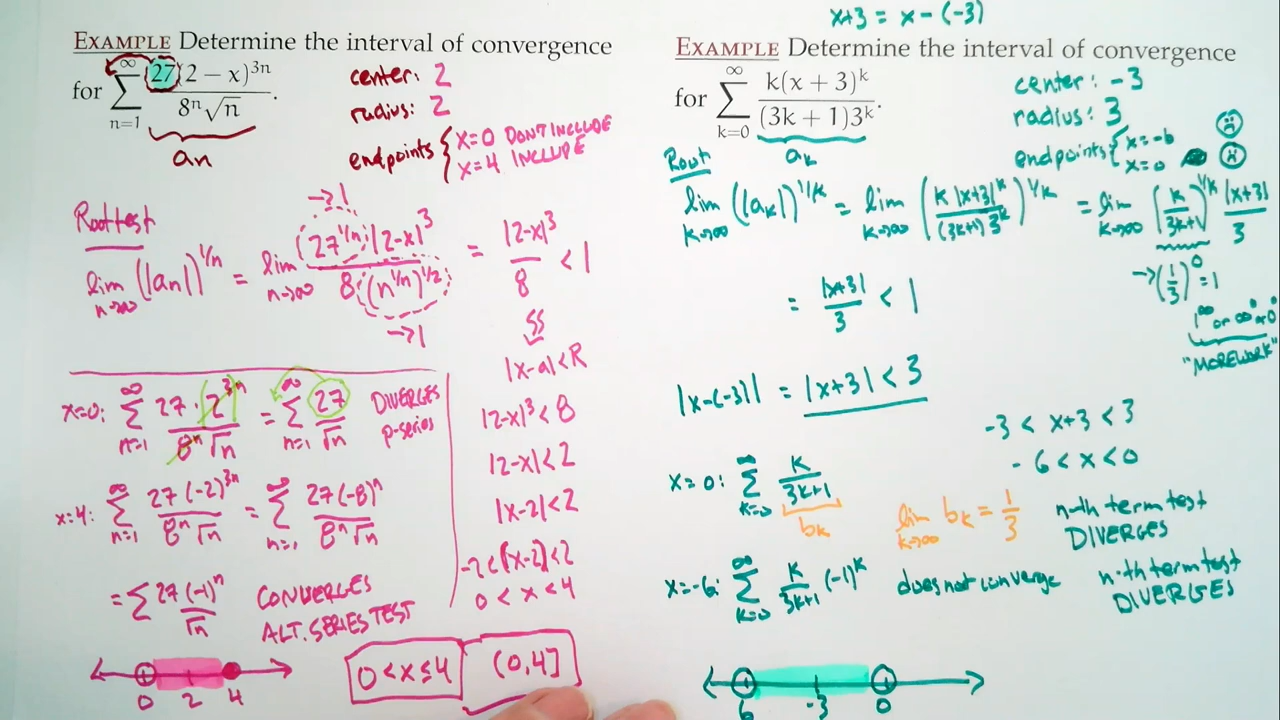 EXAMPLE Determine the interval of convergence
for ∞ Σ n=1 27(2 − x)^{3n} / 8^n √n .
a_n
center: 2
radius: 2
endpoints { x=0 DON'T INCLUDE
x=4 INCLUDE
Root test
lim n→∞ (|a_n|)^{1/n} = lim n→∞ (27^{1/n}) |2-x|^3 / 8 (n^{1/n})^{1/2} = |2-x|^3 / 8 < 1
→1
→1
|x-a|<R
|2-x|^3 < 8
|2-x| < 2
|x-2| < 2
-2 < (x-2) < 2
0 < x < 4
x=0: ∞ Σ n=1 27 · 2^{3n} / 8^n √n = ∞ Σ n=1 27 / √n DIVERGES
p-series
x=4: ∞ Σ n=1 27 (-2)^{3n} / 8^n √n = ∞ Σ n=1 27(-8)^n / 8^n √n
= Σ 27 (-1)^n / √n CONVERGES
ALT. SERIES TEST
0 2 4
0 < x ≤ 4 (0,4]
x+3 = x-(-3)
EXAMPLE Determine the interval of convergence
for ∞ Σ k=0 k(x + 3)^k / (3k + 1)3^k .
a_k
center: -3
radius: 3
endpoints { x=-6
x=0
Root
lim k→∞ (|a_k|)^{1/k} = lim k→∞ (k |x+3|^k / (3k+1) 3^k)^{1/k} = lim k→∞ (k / 3k+1)^{1/k} |x+3| / 3
→ (1/3)^0 = 1
1^∞ or ∞^0 or 0^0
"MORE WORK"
= |x+3| / 3 < 1
|x-(-3)| = |x+3| < 3
-3 < x+3 < 3
-6 < x < 0
x=0: ∞ Σ k=0 k / 3k+1
b_k
lim k→∞ b_k = 1/3
n-th term test
DIVERGES
x=-6: ∞ Σ k=0 k / 3k+1 (-1)^k does not converge
n-th term test
DIVERGES
6 -3 0